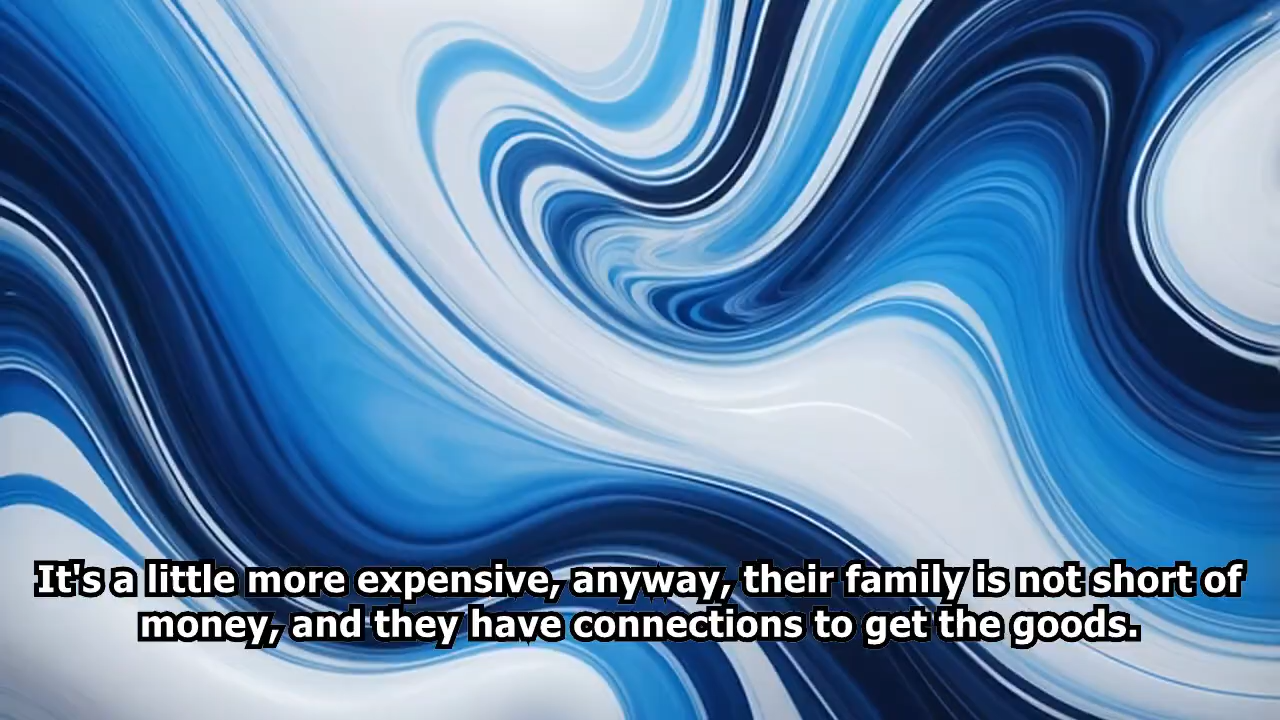 It's a little more expensive, anyway, their family is not short of
money, and they have connections to get the goods.